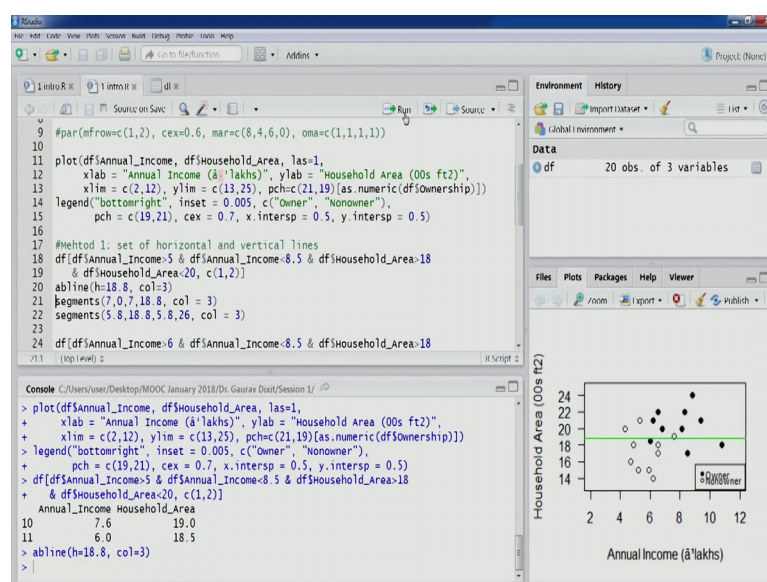 RStudio
File Edit Code View Plots Session Build Debug Profile Tools Help
Go to file/function
Addins
Project: (None)
1 intro.R
1 intro.R
df
Source on Save
Run
Source
9 #par(mfrow=c(1,2), cex=0.6, mar=c(8,4,6,0), oma=c(1,1,1,1))
10
11 plot(df$Annual_Income, df$Household_Area, las=1,
12 xlab = "Annual Income (â‚'lakhs)", ylab = "Household Area (00s ft2)",
13 xlim = c(2,12), ylim = c(13,25), pch=c(21,19)[as.numeric(df$Ownership)])
14 legend("bottomright", inset = 0.005, c("Owner", "Nonowner"),
15 pch = c(19,21), cex = 0.7, x.intersp = 0.5, y.intersp = 0.5)
16
17 #Mehtod 1: set of horizontal and vertical lines
18 df[df$Annual_Income>5 & df$Annual_Income<8.5 & df$Household_Area>18
19 & df$Household_Area<20, c(1,2)]
20 abline(h=18.8, col=3)
21 segments(7,0,7,18.8, col = 3)
22 segments(5.8,18.8,5.8,26, col = 3)
23
24 df[df$Annual_Income>6 & df$Annual_Income<8.5 & df$Household_Area>18
21:1 (Top Level) R Script
Console C:/Users/user/Desktop/MOOC January 2018/Dr. Gaurav Dixit/Session 1/
> plot(df$Annual_Income, df$Household_Area, las=1,
+ xlab = "Annual Income (â'lakhs)", ylab = "Household Area (00s ft2)",
+ xlim = c(2,12), ylim = c(13,25), pch=c(21,19)[as.numeric(df$Ownership)])
> legend("bottomright", inset = 0.005, c("Owner", "Nonowner"),
+ pch = c(19,21), cex = 0.7, x.intersp = 0.5, y.intersp = 0.5)
> df[df$Annual_Income>5 & df$Annual_Income<8.5 & df$Household_Area>18
+ & df$Household_Area<20, c(1,2)]
Annual_Income Household_Area
10 7.6 19.0
11 6.0 18.5
> abline(h=18.8, col=3)
>
Environment History
Import Dataset
List
Global Environment
Data
df 20 obs. of 3 variables
Files Plots Packages Help Viewer
Zoom Export Publish
Household Area (00s ft2)
24
22
20
18
16
14
Owner
Nonowner
2 4 6 8 10 12
Annual Income (â'lakhs)